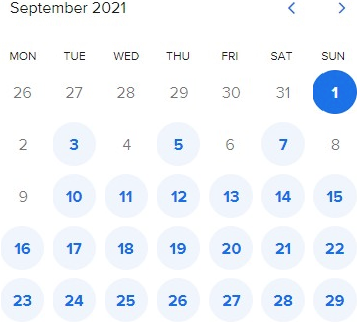 September 2021
MON TUE WED THU FRI SAT SUN
26 27 28 29 30 31 1
2 3 4 5 6 7 8
9 10 11 12 13 14 15
16 17 18 19 20 21 22
23 24 25 26 27 28 29